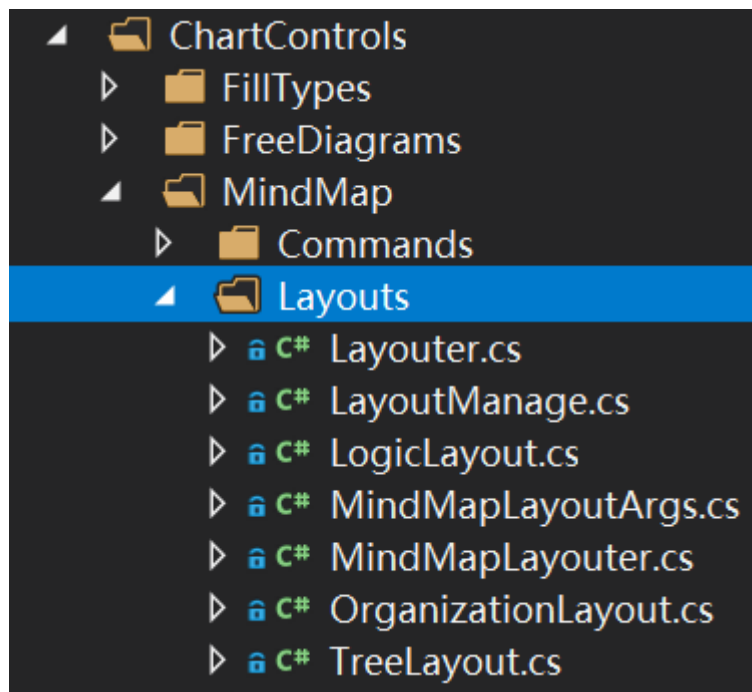 ChartControls
FillTypes
FreeDiagrams
MindMap
Commands
Layouts
C# Layouter.cs
C# LayoutManage.cs
C# LogicLayout.cs
C# MindMapLayoutArgs.cs
C# MindMapLayouter.cs
C# OrganizationLayout.cs
C# TreeLayout.cs